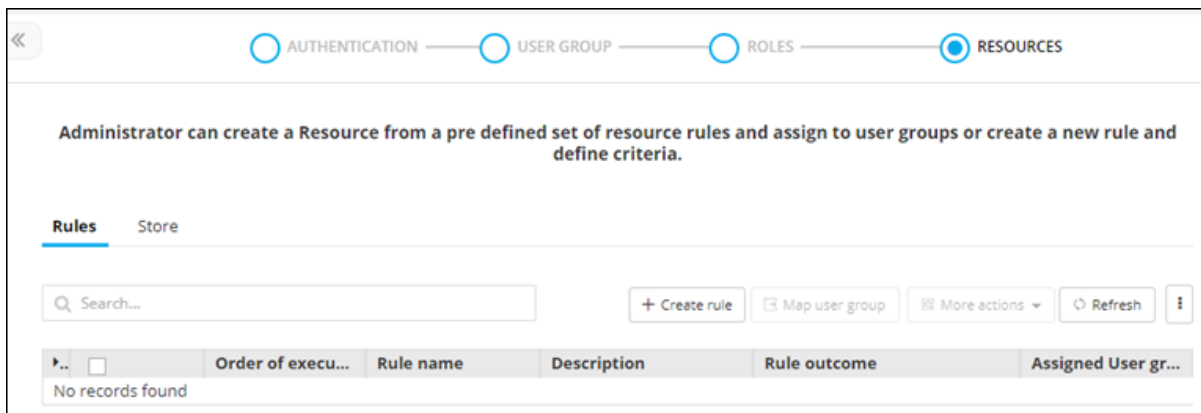 AUTHENTICATION USER GROUP ROLES RESOURCES
Administrator can create a Resource from a pre defined set of resource rules and assign to user groups or create a new rule and
define criteria.
Rules Store
Search... + Create rule Map user group More actions Refresh
Order of execu... Rule name Description Rule outcome Assigned User gr...
No records found